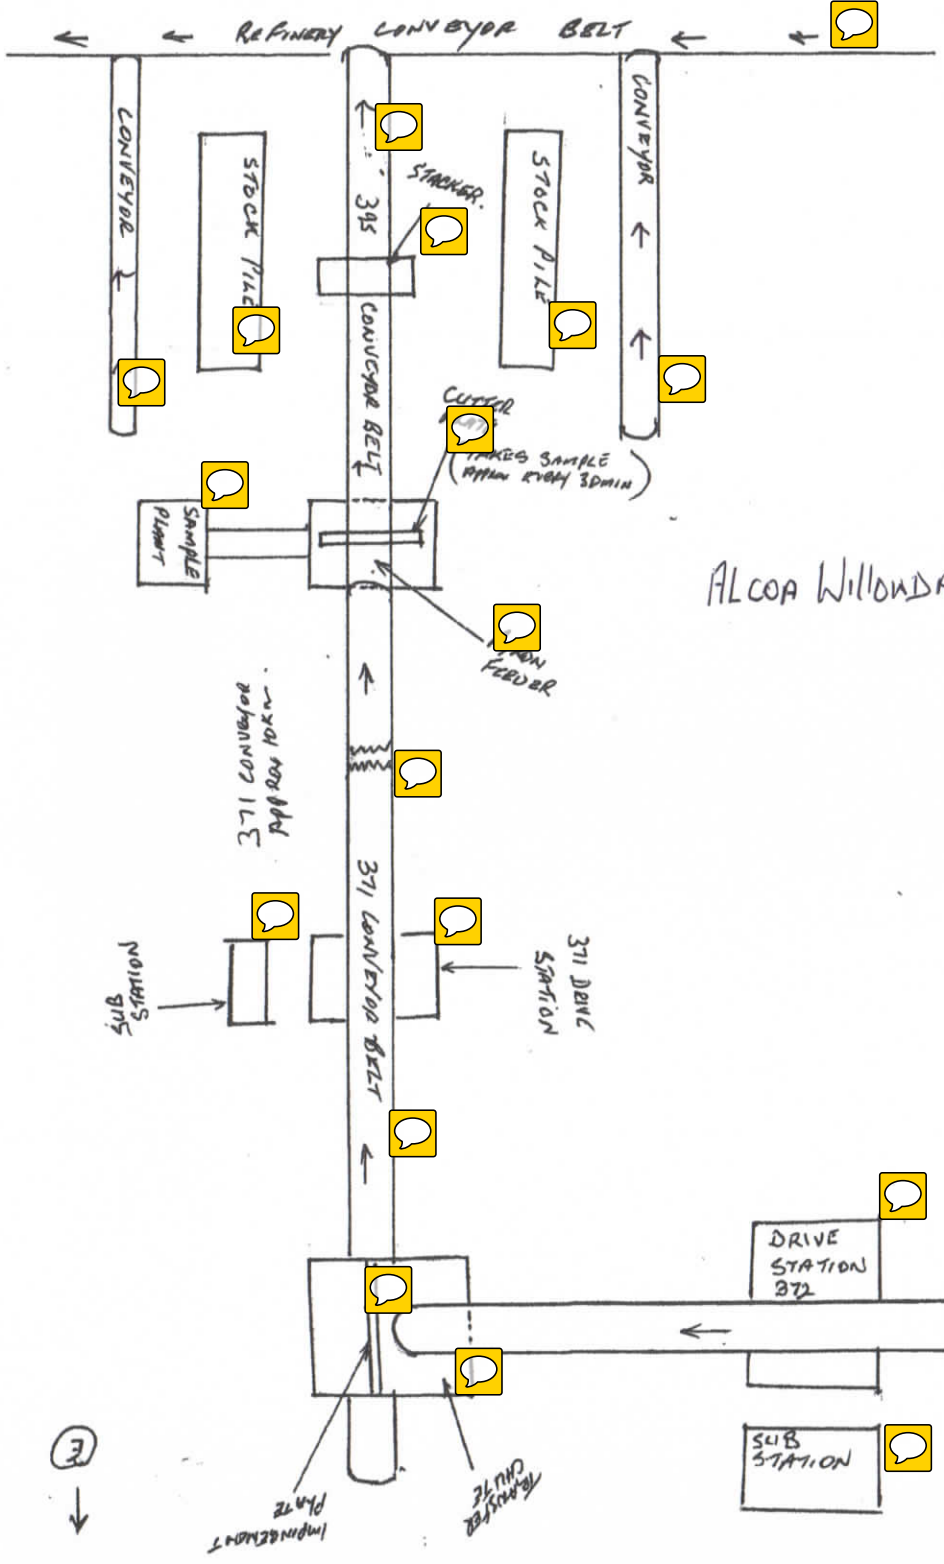 REFINERY CONVEYOR BELT
CONVEYOR
STOCK PILE
395
CONVEYOR BELT
STACKER.
STOCK PILE
CONVEYOR
CUTTER
(TAKES SAMPLE
APPROX EVERY 30MIN)
SAMPLE
PLANT
ALCOA
FEEDER
371 CONVEYOR
APPROX 10KM.
371 CONVEYOR BELT
SUB
STATION
371 DRIVE
STATION
DRIVE
STATION
372
SUB
STATION
IMPINGEMENT
PLATE
TRANSFER
CHUTE
3